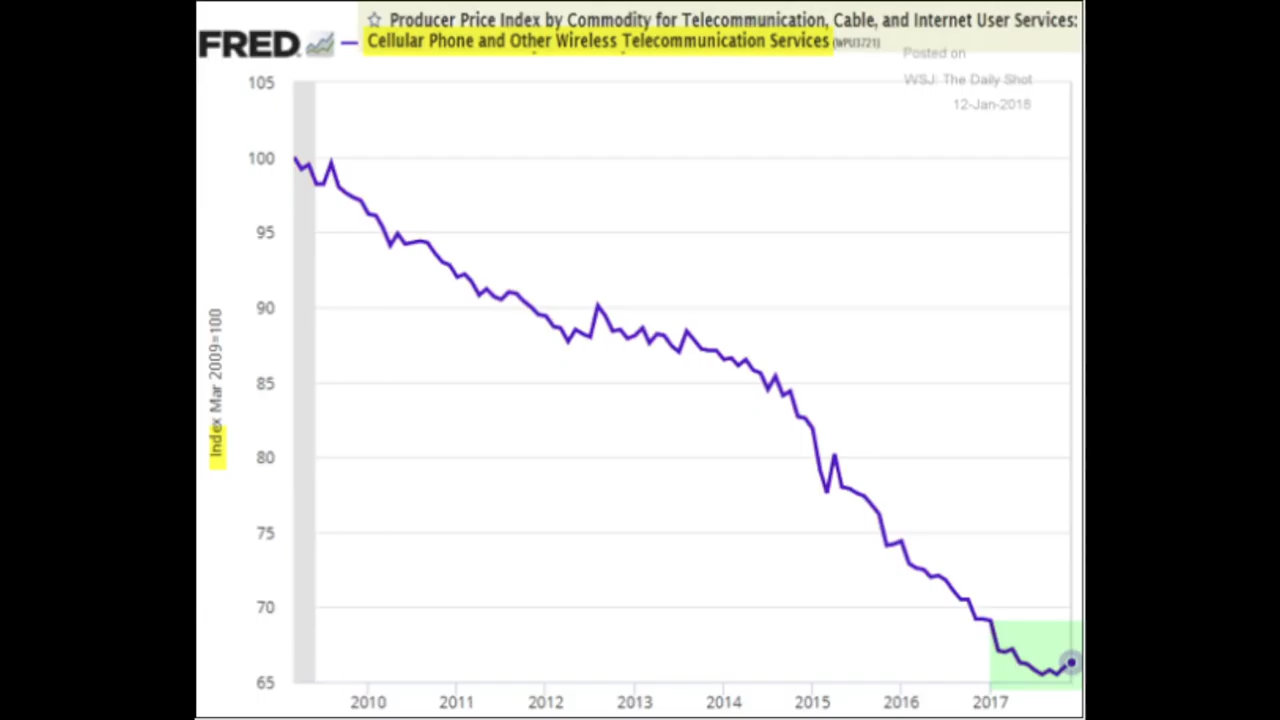 FRED
☆ Producer Price Index by Commodity for Telecommunication, Cable, and Internet User Services:
Cellular Phone and Other Wireless Telecommunication Services (WPU3721)
Posted on
WSJ: The Daily Shot
12-Jan-2018
Index Mar 2009=100
105
100
95
90
85
80
75
70
65
2010 2011 2012 2013 2014 2015 2016 2017